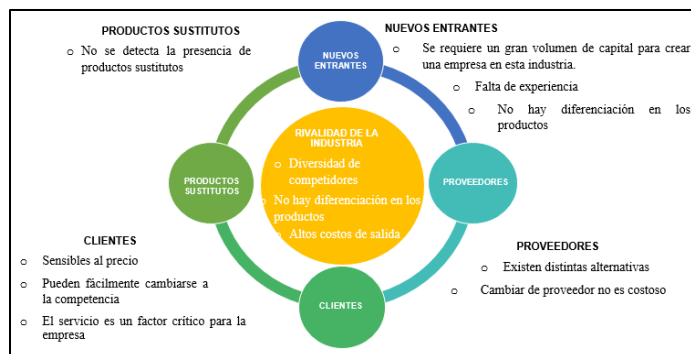 PRODUCTOS SUSTITUTOS
o No se detecta la presencia de
productos sustitutos
NUEVOS
ENTRANTES
NUEVOS ENTRANTES
o Se requiere un gran volumen de capital para crear
una empresa en esta industria.
o Falta de experiencia
o No hay diferenciación en los
productos
RIVALIDAD DE LA
INDUSTRIA
o Diversidad de
competidores
o No hay diferenciación en los
productos
o Altos costos de salida
PRODUCTOS
SUSTITUTOS
PROVEEDORES
CLIENTES
o Sensibles al precio
o Pueden fácilmente cambiarse a
la competencia
o El servicio es un factor crítico para la
empresa
CLIENTES
PROVEEDORES
o Existen distintas alternativas
o Cambiar de proveedor no es costoso